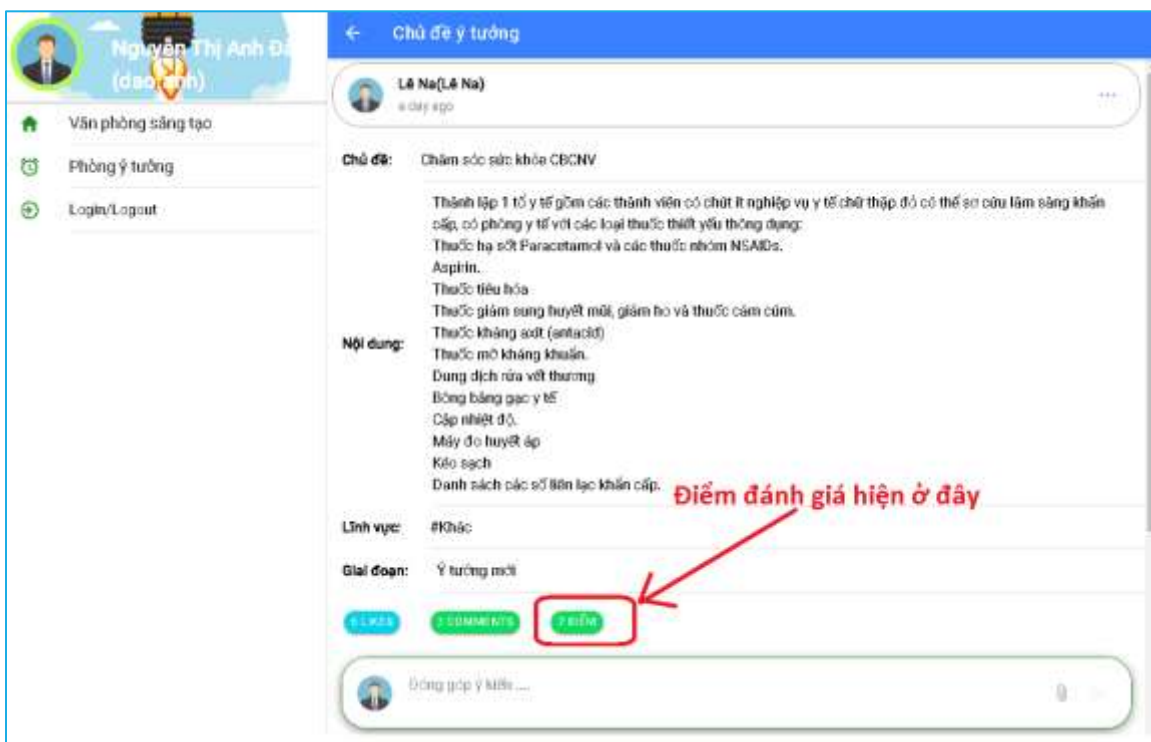 Nguyễn Thị Anh
Chủ đề ý tưởng
Lê Na(Lê Na)
a day ago
...
Văn phòng sáng tạo
Phòng ý tưởng
Login/Logout
Chủ đề: Chăm sóc sức khỏe CBCNV
Thành lập 1 tổ y tế gồm các thành viên có chút ít nghiệp vụ y tế chữ thập đỏ có thể sơ cứu lâm sàng khẩn
cấp, có phòng y tế với các loại thuốc thiết yếu thông dụng:
Thuốc hạ sốt Paracetamol và các thuốc nhóm NSAIDs.
Aspirin.
Thuốc tiêu hóa
Thuốc giảm sung huyết mũi, giảm ho và thuốc cảm cúm.
Thuốc kháng axit (antacid)
Nội dung:
Thuốc mỡ kháng khuẩn.
Dung dịch rửa vết thương
Bông băng gạc y tế
Cặp nhiệt độ.
Máy đo huyết áp
Kéo sạch
Danh sách các số liên lạc khẩn cấp.
Điểm đánh giá hiện ở đây
Lĩnh vực: #Khác
Giai đoạn: Ý tưởng mới
LIKES
COMMENTS
7 ĐIỂM
Đóng góp ý kiến ....